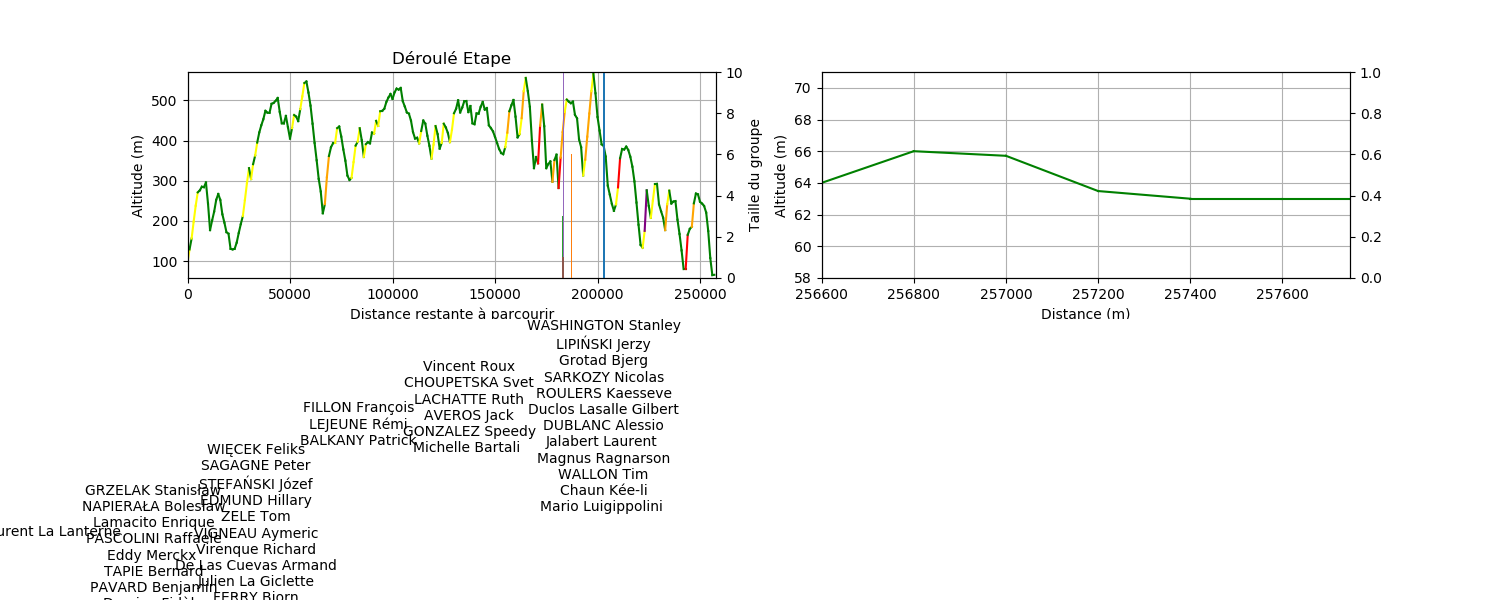 Déroulé Etape
500
400
300
200
100
Altitude (m)
10
8
6
4
2
0
Taille du groupe
0
50000
100000
150000
200000
250000
Distance restante à parcourir
70
68
66
64
62
60
58
Altitude (m)
1.0
0.8
0.6
0.4
0.2
0.0
256600
256800
257000
257200
257400
257600
Distance (m)
WASHINGTON Stanley
LIPIŃSKI Jerzy
Grotad Bjerg
SARKOZY Nicolas
ROULERS Kaesseve
Duclos Lasalle Gilbert
DUBLANC Alessio
Jalabert Laurent
Magnus Ragnarson
WALLON Tim
Chaun Kée-li
Mario Luigippolini
Vincent Roux
CHOUPETSKA Svet
LACHATTE Ruth
AVEROS Jack
GONZALEZ Speedy
Michelle Bartali
FILLON François
LEJEUNE Rémi
BALKANY Patrick
WIĘCEK Feliks
SAGAGNE Peter
STEFAŃSKI Józef
EDMUND Hillary
ZELE Tom
VIGNEAU Aymeric
Virenque Richard
De Las Cuevas Armand
Julien La Giclette
FERRY Bjorn
GRZELAK Stanisław
NAPIERAŁA Bolesław
Lamacito Enrique
PASCOLINI Raffaele
Eddy Merckx
TAPIE Bernard
PAVARD Benjamin
urent La Lanterne